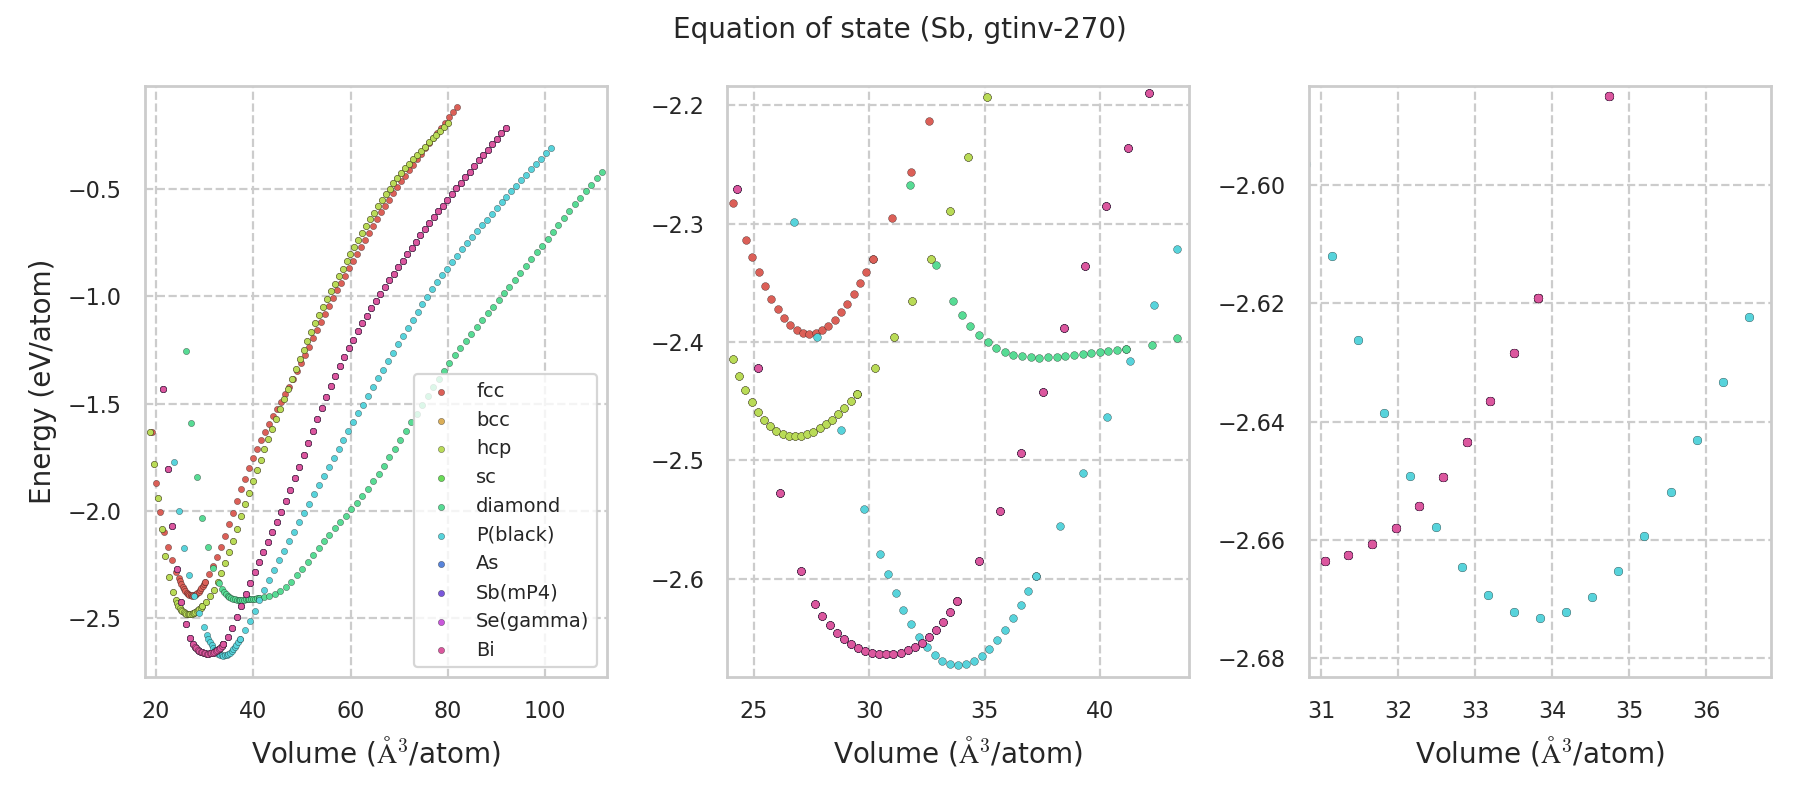 Equation of state (Sb, gtinv-270)
Energy (eV/atom)
−0.5
−1.0
−1.5
−2.0
−2.5
20 40 60 80 100
Volume (Å³/atom)
fcc
bcc
hcp
sc
diamond
P(black)
As
Sb(mP4)
Se(gamma)
Bi
−2.2
−2.3
−2.4
−2.5
−2.6
25 30 35 40
Volume (Å³/atom)
−2.60
−2.62
−2.64
−2.66
−2.68
31 32 33 34 35 36
Volume (Å³/atom)